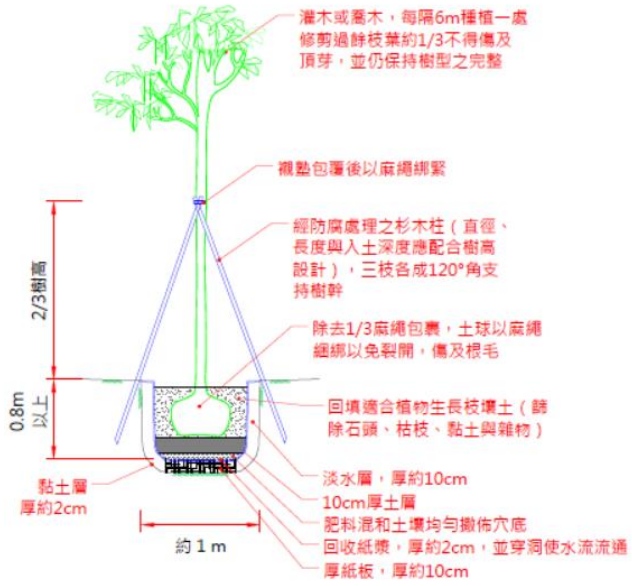 灌木或喬木，每隔6m種植一處
修剪過餘枝葉約1/3不得傷及
頂芽，並仍保持樹型之完整
襯墊包覆後以麻繩綁緊
經防腐處理之杉木柱（直徑、
長度與入土深度應配合樹高
設計），三枝各成120°角支
持樹幹
2/3樹高
除去1/3麻繩包裹，土球以麻繩
綑綁以免裂開，傷及根毛
0.8m
以上
回填適合植物生長枝壤土（篩
除石頭、枯枝、黏土與雜物）
淡水層，厚約10cm
黏土層
厚約2cm
10cm厚土層
肥料混和土壤均勻撒佈穴底
回收紙漿，厚約2cm，並穿洞使水流流通
約1m
厚紙板，厚約10cm